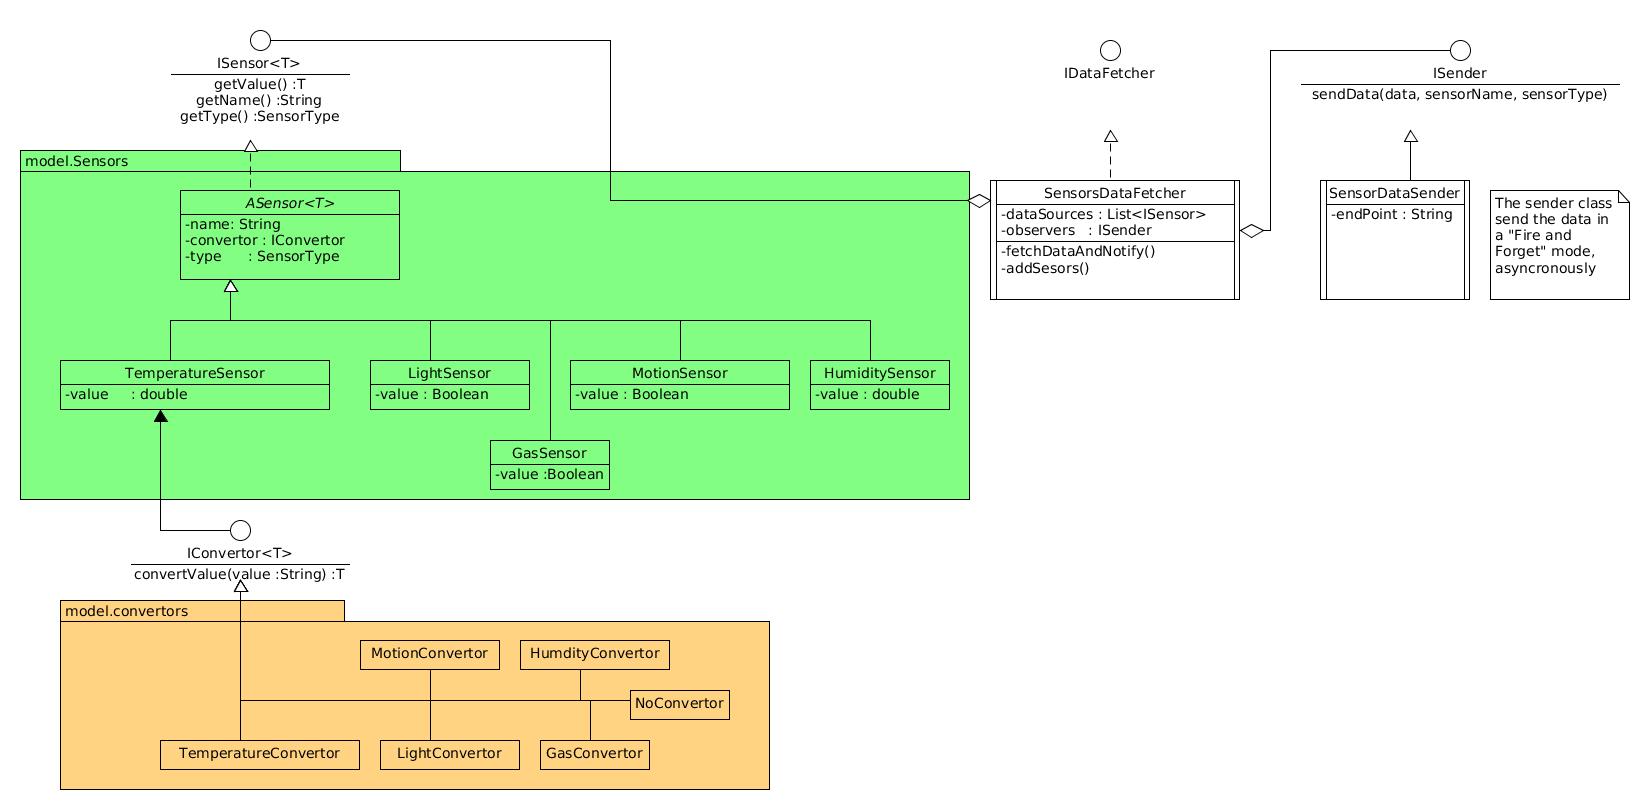 ISensor<T>
getValue() :T
getName() :String
getType() :SensorType
IDataFetcher
ISender
sendData(data, sensorName, sensorType)
model.Sensors
ASensor<T>
-name: String
-convertor : IConvertor
-type : SensorType
SensorsDataFetcher
-dataSources : List<ISensor>
-observers : ISender
-fetchDataAndNotify()
-addSesors()
SensorDataSender
-endPoint : String
The sender class
send the data in
a "Fire and
Forget" mode,
asyncronously
TemperatureSensor
-value : double
LightSensor
-value : Boolean
MotionSensor
-value : Boolean
HumiditySensor
-value : double
GasSensor
-value :Boolean
IConvertor<T>
convertValue(value :String) :T
model.convertors
MotionConvertor
HumdityConvertor
NoConvertor
TemperatureConvertor
LightConvertor
GasConvertor